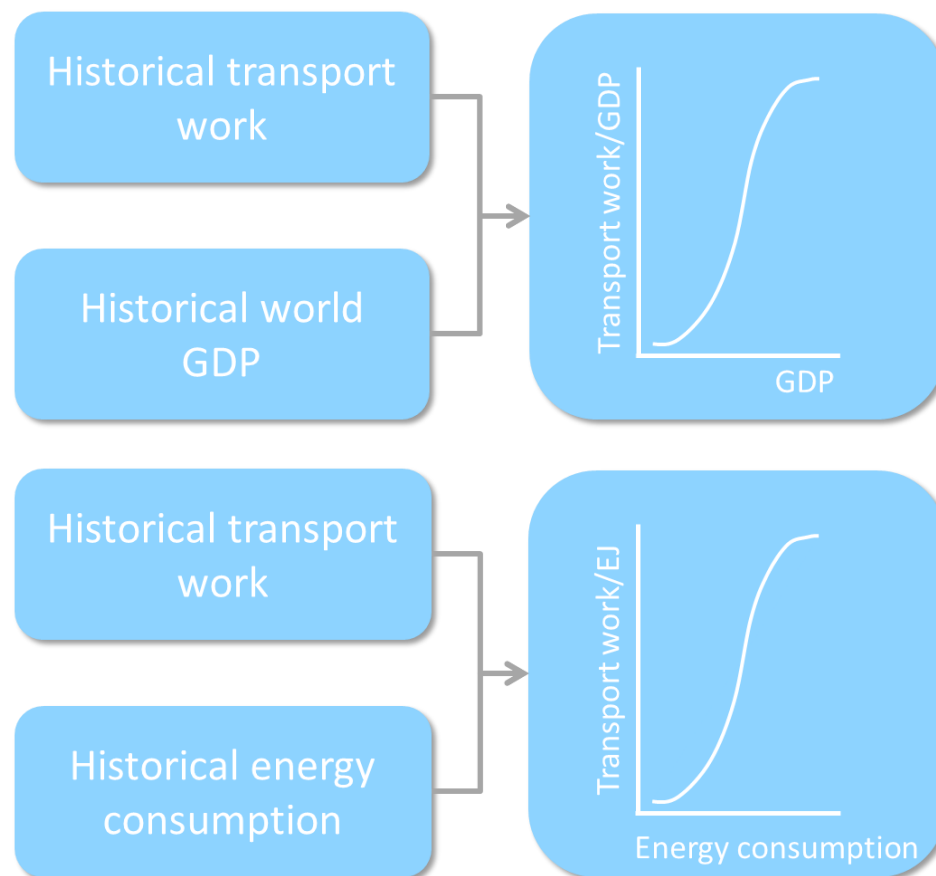 Historical transport
work
Historical world
GDP
Transport work/GDP
GDP
Historical transport
work
Historical energy
consumption
Transport work/EJ
Energy consumption